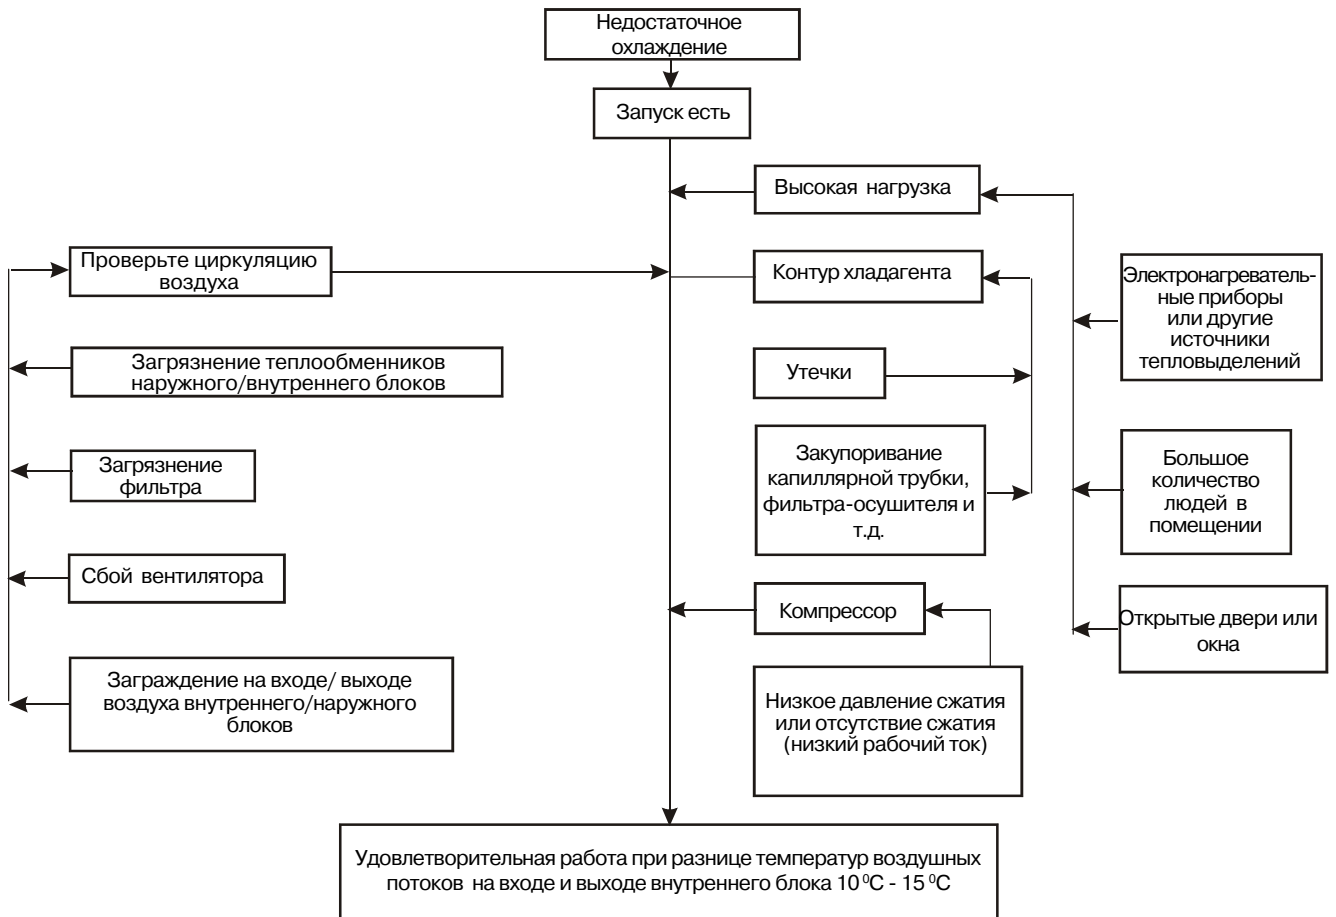 Недостаточное
охлаждение
Запуск есть
Высокая нагрузка
Проверьте циркуляцию
воздуха
Контур хладагента
Электронагреватель-
ные приборы
или другие
источники
тепловыделений
Загрязнение теплообменников
наружного/внутреннего блоков
Утечки
Загрязнение
фильтра
Закупоривание
капиллярной трубки,
фильтра-осушителя и
т.д.
Большое
количество
людей в
помещении
Сбой вентилятора
Компрессор
Открытые двери или
окна
Заграждение на входе/ выходе
воздуха внутреннего/наружного
блоков
Низкое давление сжатия
или отсутствие сжатия
(низкий рабочий ток)
Удовлетворительная работа при разнице температур воздушных
потоков на входе и выходе внутреннего блока 10 ⁰С - 15 ⁰С